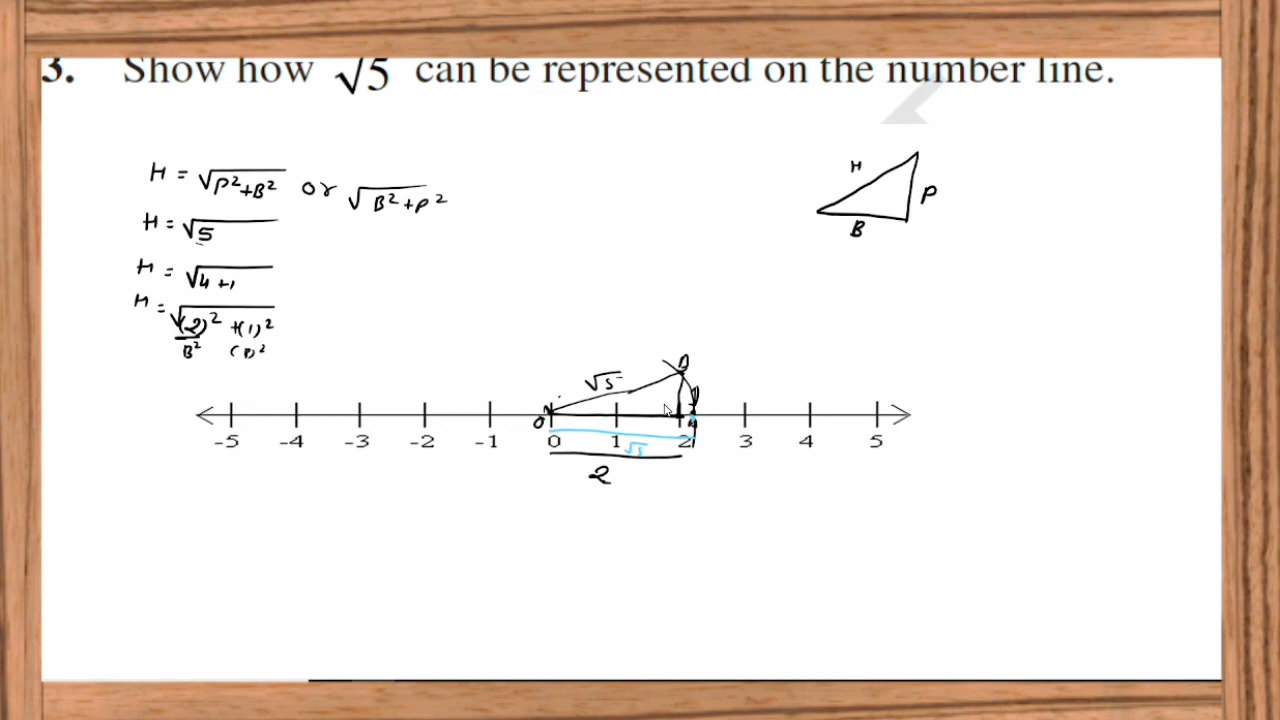 3. Show how √5 can be represented on the number line.
H = √P²+B² or √B²+P²
H = √5
H = √4+1
H = √(2)²+(1)²
B²
H
P
B
√5
O
-5 -4 -3 -2 -1 0 1 2 3 4 5
√5
2